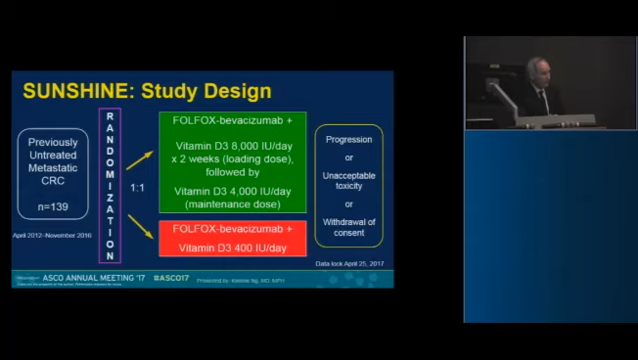 SUNSHINE: Study Design
Previously
Untreated
Metastatic
CRC
n=139
April 2012–November 2016
RANDOMIZATION
1:1
FOLFOX-bevacizumab +
Vitamin D3 8,000 IU/day
x 2 weeks (loading dose),
followed by
Vitamin D3 4,000 IU/day
(maintenance dose)
FOLFOX-bevacizumab +
Vitamin D3 400 IU/day
Progression
or
Unacceptable
toxicity
or
Withdrawal of
consent
Data lock April 25, 2017
ASCO ANNUAL MEETING '17 #ASCO17
Presented by: Kimmie Ng, MD, MPH